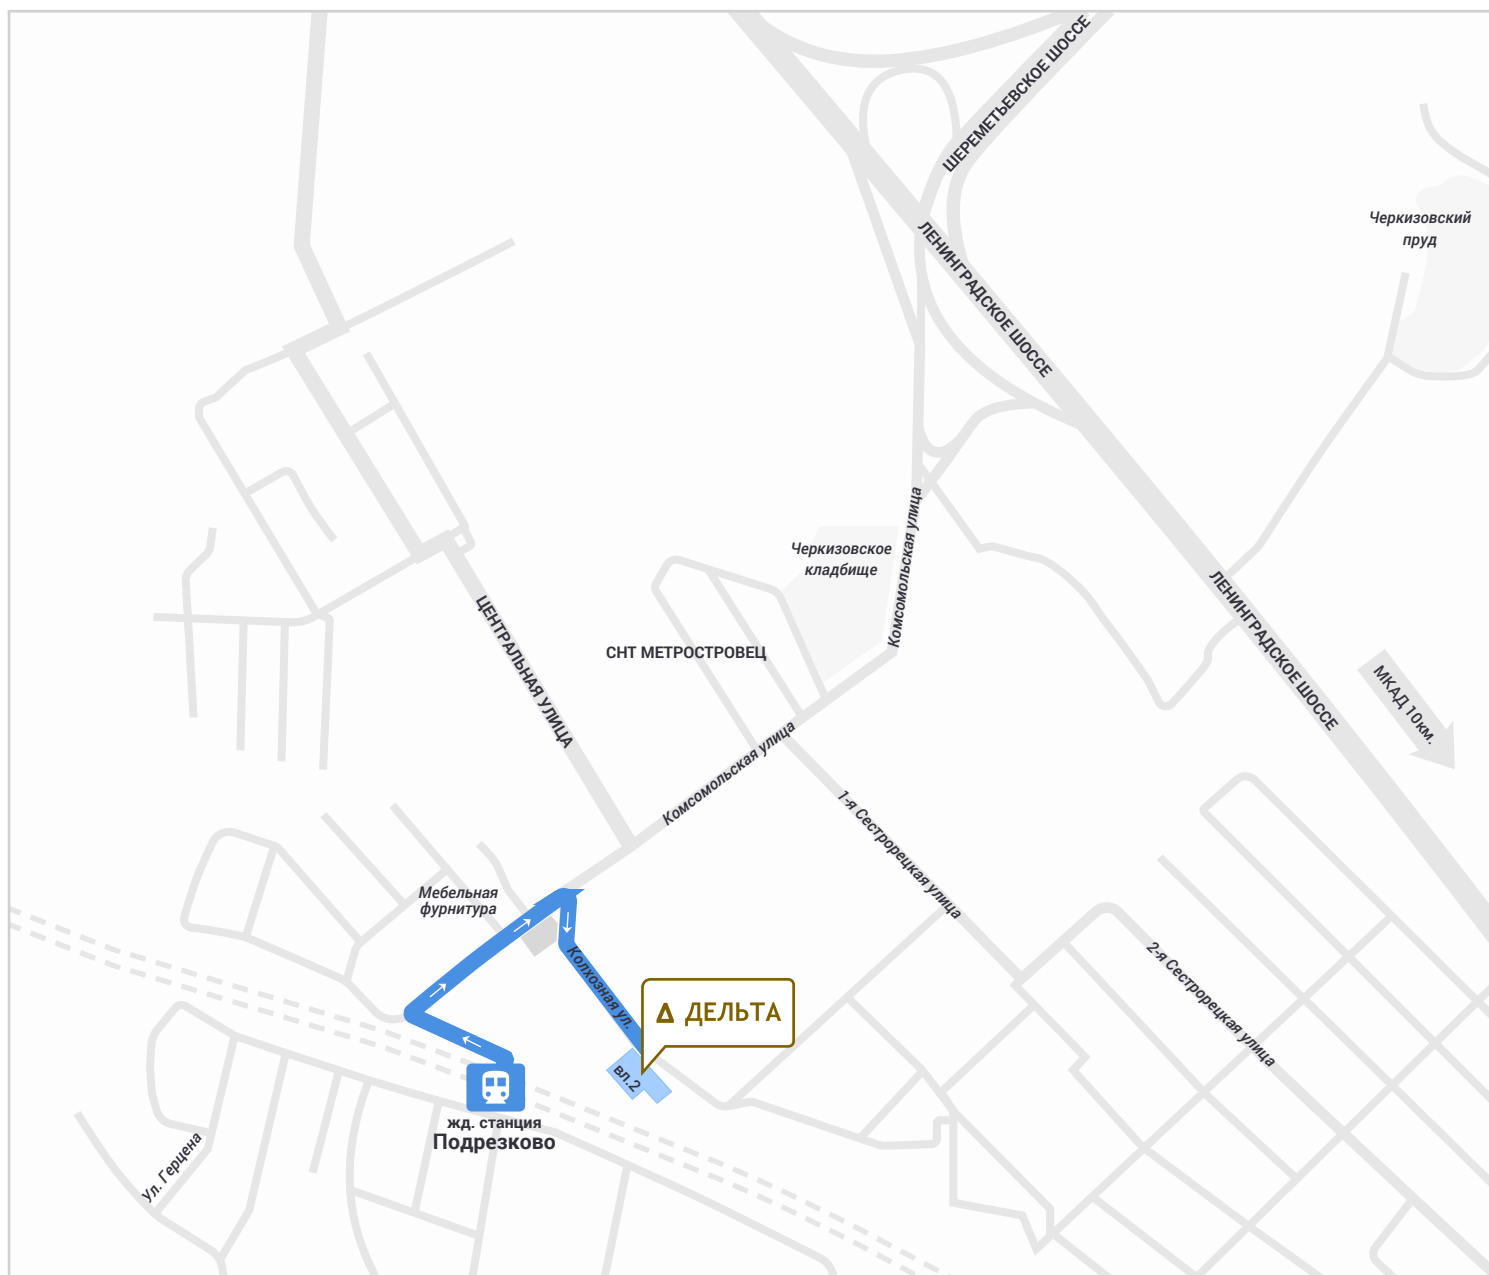 ШЕРЕМЕТЬЕВСКОЕ ШОССЕ
Черкизовский
пруд
ЛЕНИНГРАДСКОЕ ШОССЕ
Комсомольская улица
Черкизовское
кладбище
ЛЕНИНГРАДСКОЕ ШОССЕ
ЦЕНТРАЛЬНАЯ УЛИЦА
СНТ МЕТРОСТРОВЕЦ
МКАД 10км.
Комсомольская улица
1-я Сестрорецкая улица
Мебельная
фурнитура
2-я Сестрорецкая улица
Колхозная ул.
Δ ДЕЛЬТА
вл.2
жд. станция
Подрезково
Ул. Герцена